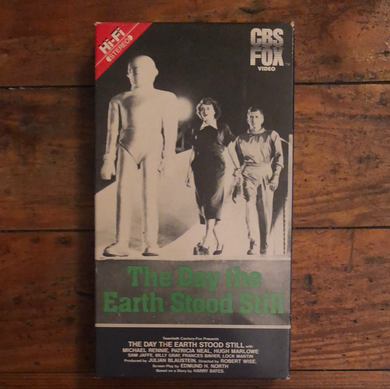 Hi-Fi
STEREO
CBS
FOX
VIDEO
The Day the
Earth Stood Still
Twentieth Century-Fox Presents
THE DAY THE EARTH STOOD STILL with
MICHAEL RENNIE, PATRICIA NEAL, HUGH MARLOWE
SAM JAFFE, BILLY GRAY, FRANCES BAVIER, LOCK MARTIN
Produced by JULIAN BLAUSTEIN. Directed by ROBERT WISE.
Screen Play by EDMUND H. NORTH
Based on a Story by HARRY BATES.